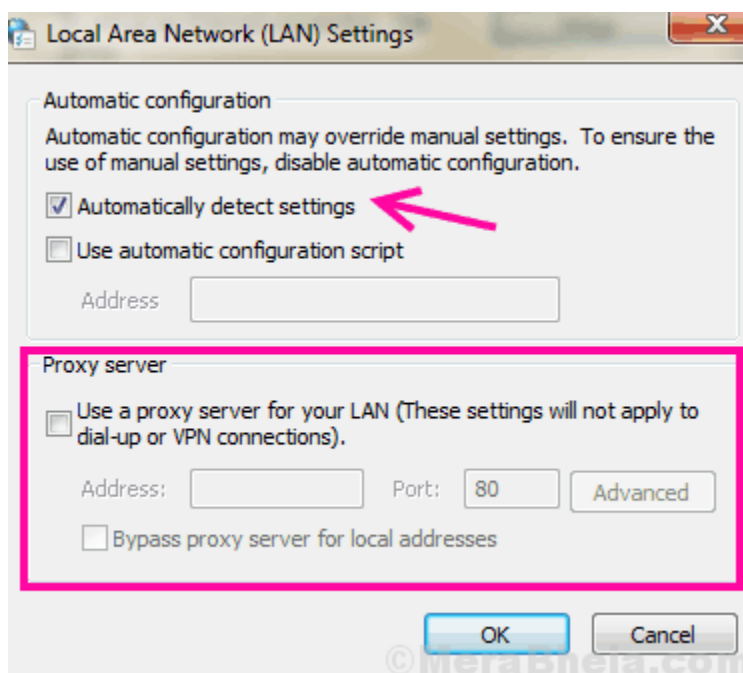 Local Area Network (LAN) Settings
Automatic configuration
Automatic configuration may override manual settings. To ensure the
use of manual settings, disable automatic configuration.
Automatically detect settings
Use automatic configuration script
Address
Proxy server
Use a proxy server for your LAN (These settings will not apply to
dial-up or VPN connections).
Address:
Port:
80
Advanced
Bypass proxy server for local addresses
OK
Cancel
©MeraBheja.com